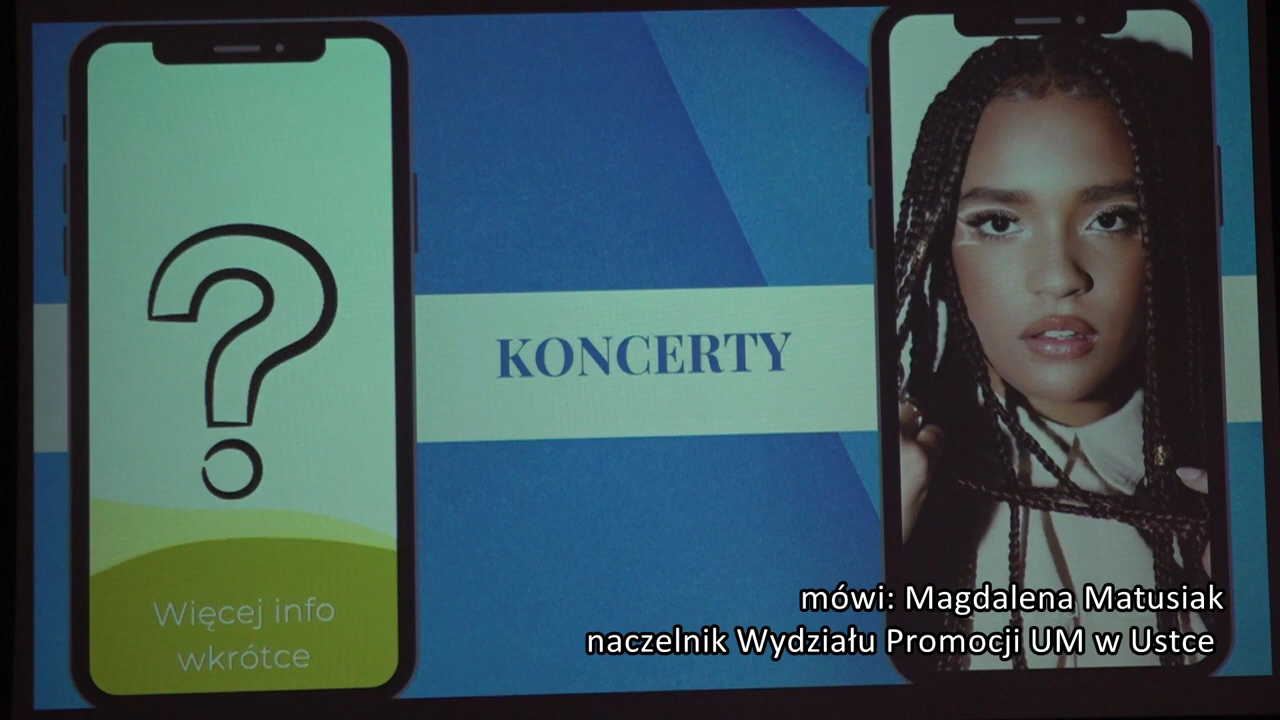 KONCERTY
Więcej info
wkrótce
mówi: Magdalena Matusiak
naczelnik Wydziału Promocji UM w Ustce